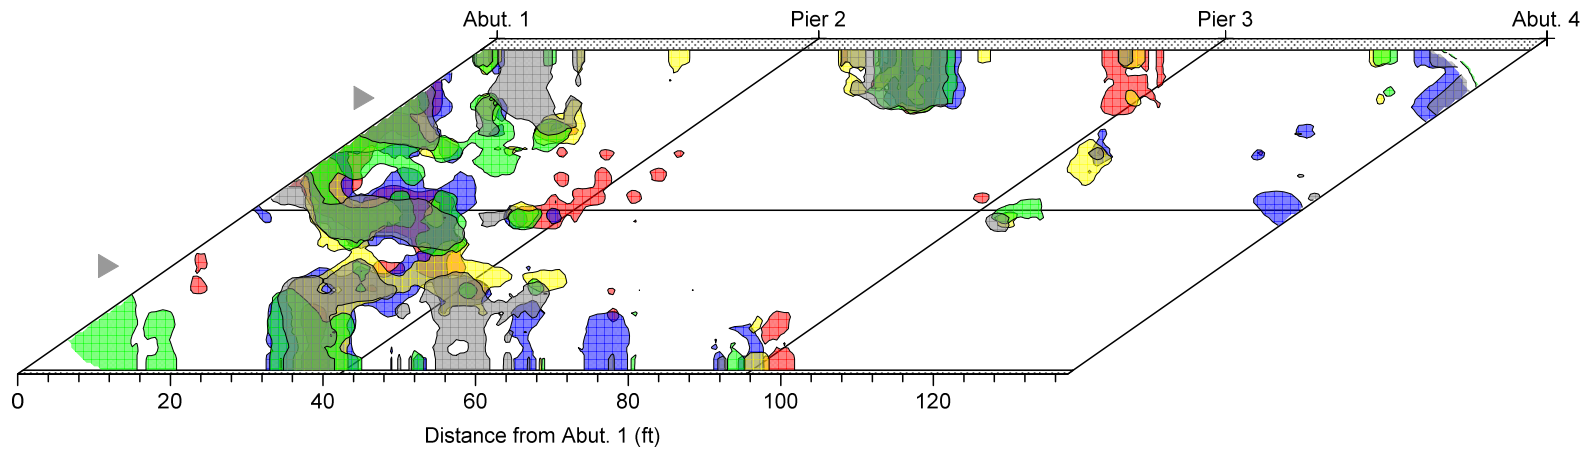 Abut. 1 Pier 2 Pier 3 Abut. 4
0 20 40 60 80 100 120
Distance from Abut. 1 (ft)